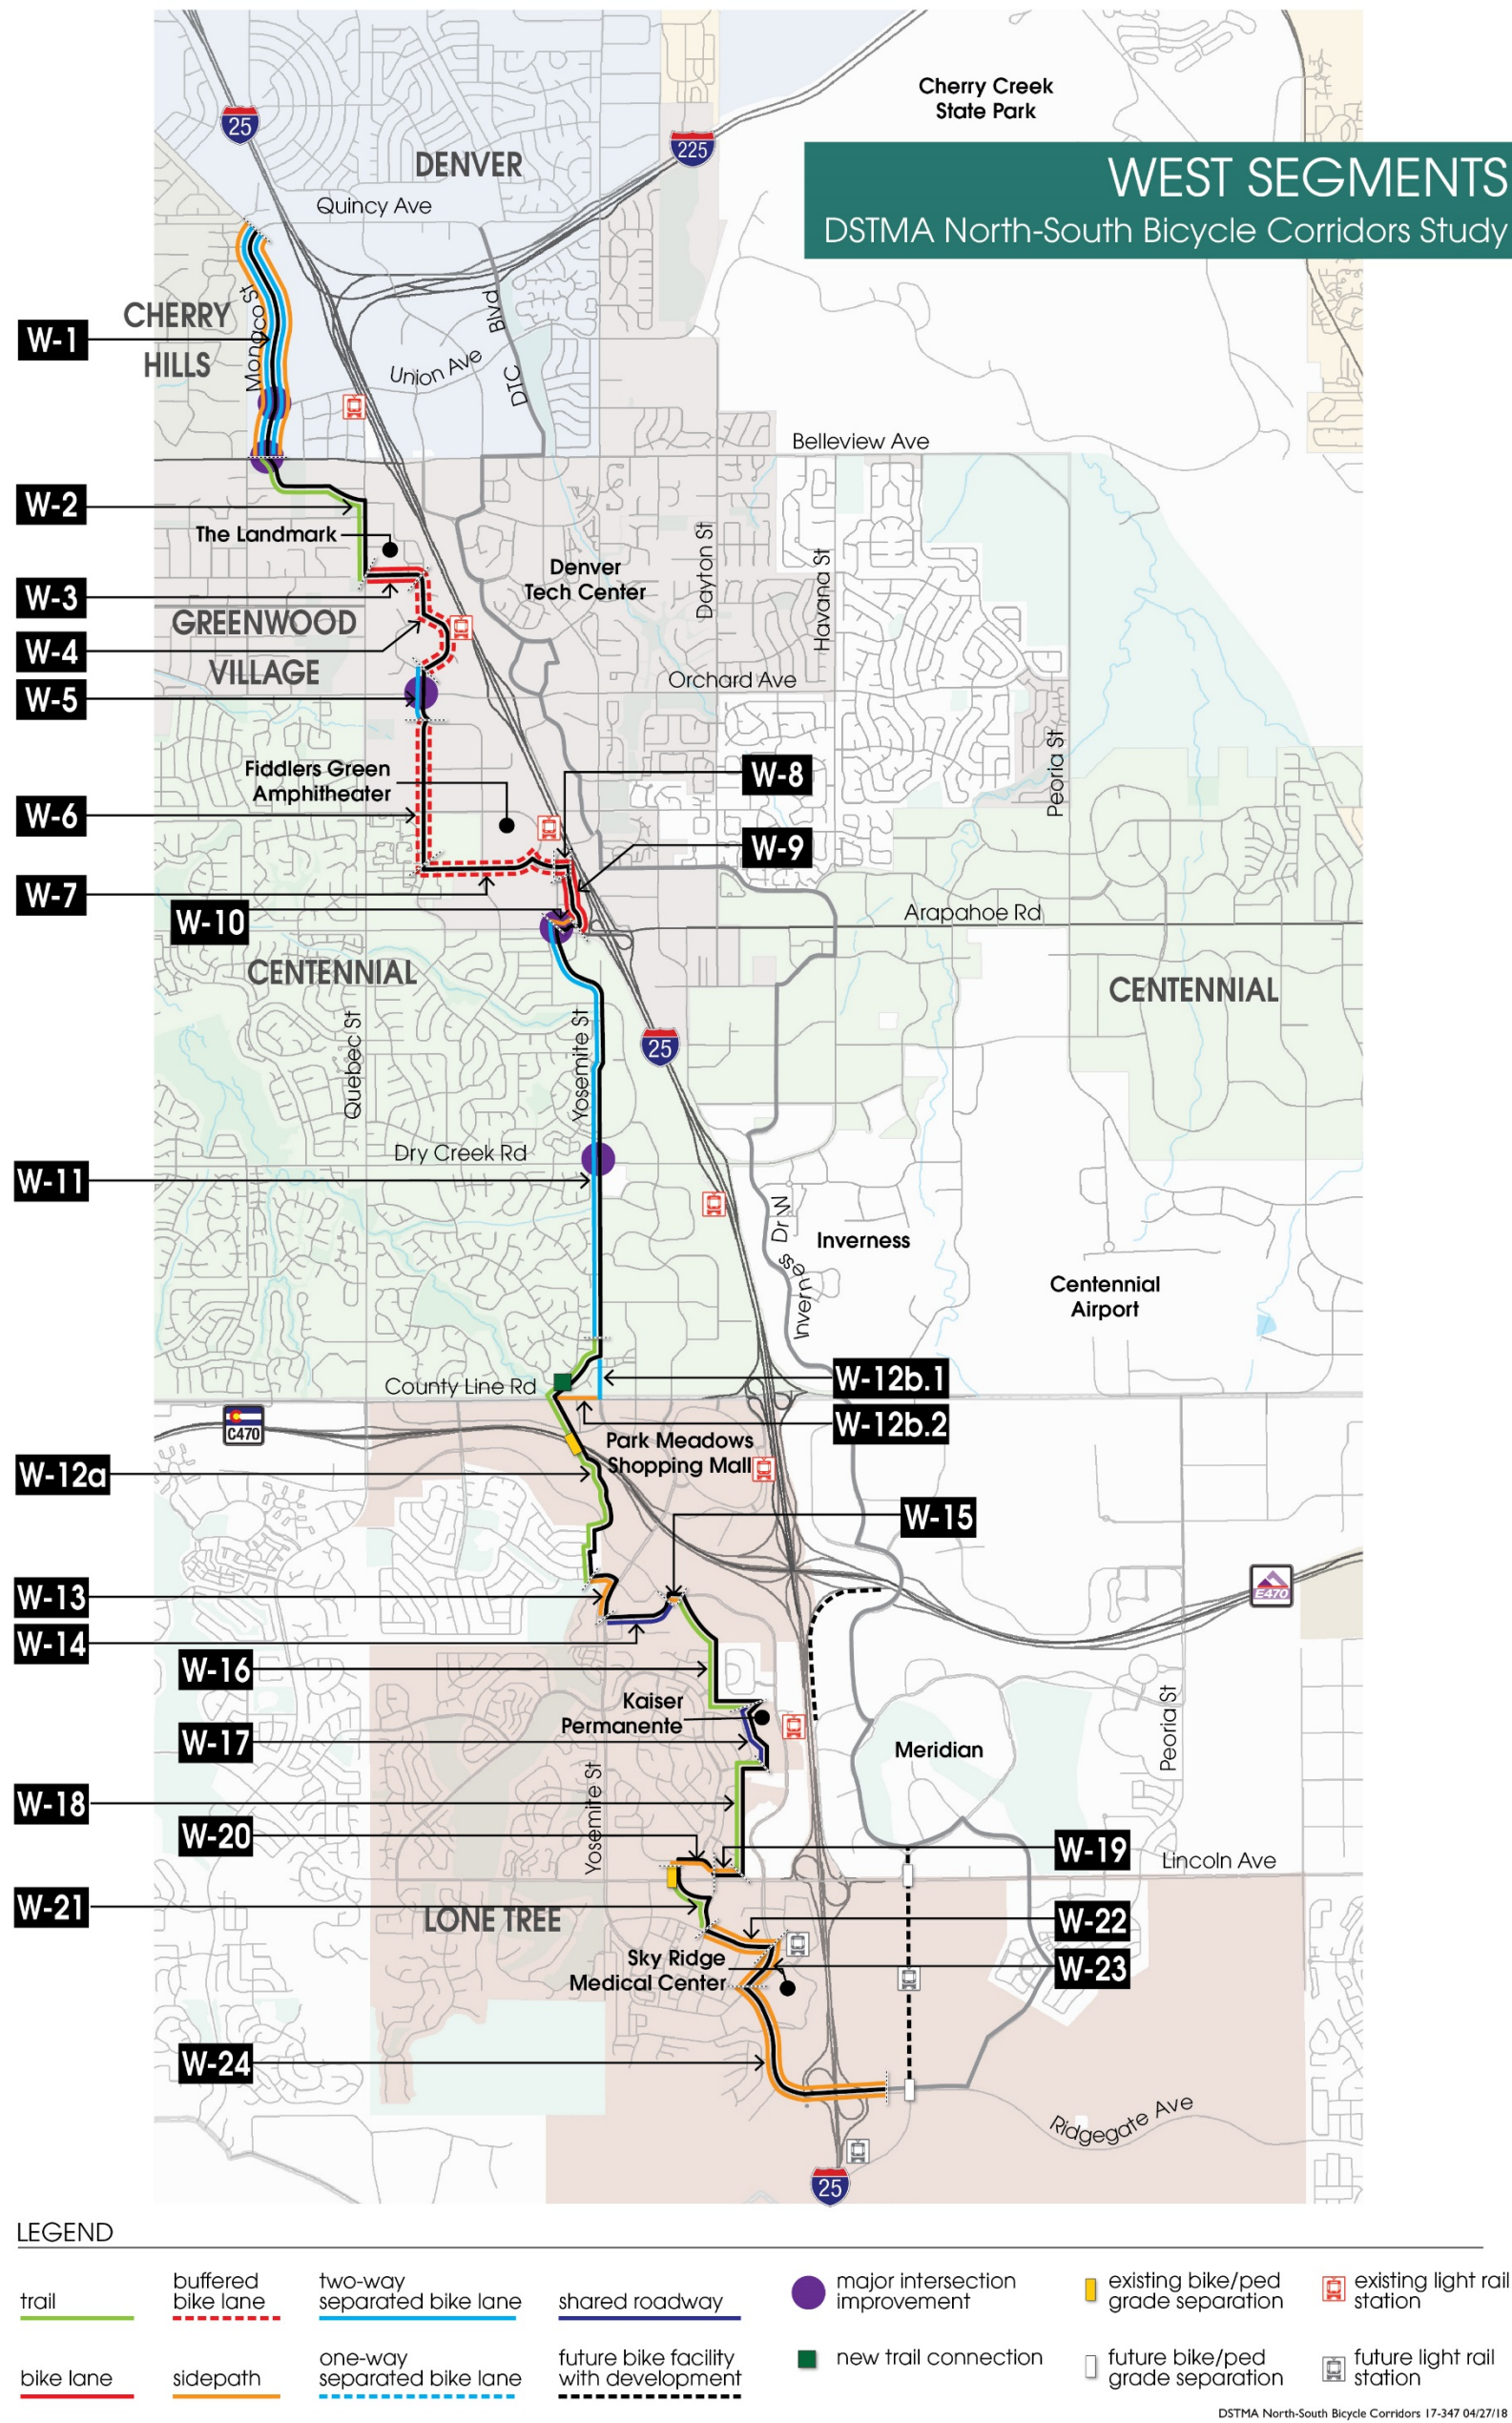 Cherry Creek
State Park
25
DENVER
225
WEST SEGMENTS
DSTMA North-South Bicycle Corridors Study
Quincy Ave
CHERRY
HILLS
Monaco St
W-1
Union Ave
DTC Blvd
Belleview Ave
W-2
The Landmark
Denver
Tech Center
Dayton St
Havana St
W-3
GREENWOOD
VILLAGE
W-4
W-5
Orchard Ave
Peoria St
Fiddlers Green
Amphitheater
W-8
W-6
W-9
W-7
W-10
Arapahoe Rd
CENTENNIAL
CENTENNIAL
Quebec St
Yosemite St
25
Dry Creek Rd
W-11
Inverness Dr W
Inverness
Centennial
Airport
County Line Rd
W-12b.1
W-12b.2
C470
Park Meadows
Shopping Mall
W-12a
W-15
W-13
E470
W-14
W-16
Kaiser
Permanente
W-17
Meridian
Peoria St
Yosemite St
W-18
W-20
W-19
Lincoln Ave
W-21
LONE TREE
W-22
Sky Ridge
Medical Center
W-23
W-24
Ridgegate Ave
25
LEGEND
trail
buffered
bike lane
two-way
separated bike lane
shared roadway
major intersection
improvement
existing bike/ped
grade separation
existing light rail
station
bike lane
sidepath
one-way
separated bike lane
future bike facility
with development
new trail connection
future bike/ped
grade separation
future light rail
station
DSTMA North-South Bicycle Corridors 17-347 04/27/18